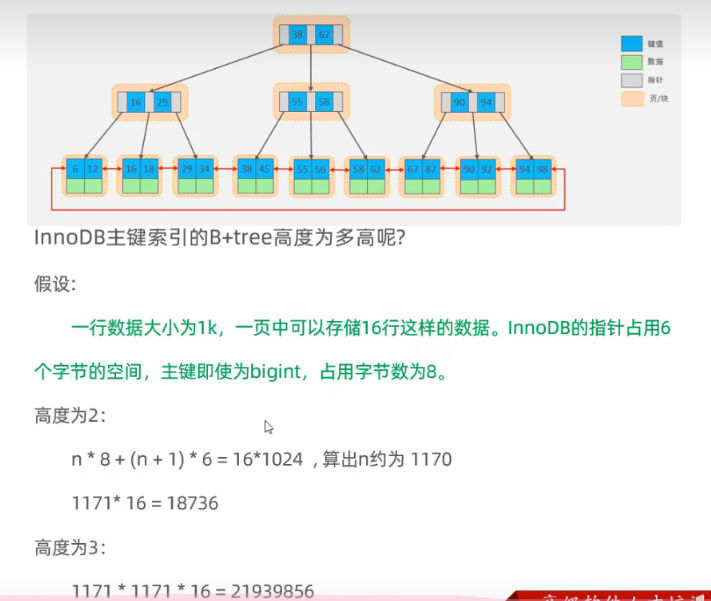 38 67
键值
数据
指针
页/块
16 29
55 58
90 94
6 12 16 18 29 34 38 45 55 56 58 62 67 87 90 92 94 98
InnoDB主键索引的B+tree高度为多高呢?
假设:
一行数据大小为1k，一页中可以存储16行这样的数据。InnoDB的指针占用6
个字节的空间，主键即使为bigint，占用字节数为8。
高度为2:
n * 8 + (n + 1) * 6 = 16*1024 , 算出n约为 1170
1171* 16 = 18736
高度为3:
1171 * 1171 * 16 = 21939856